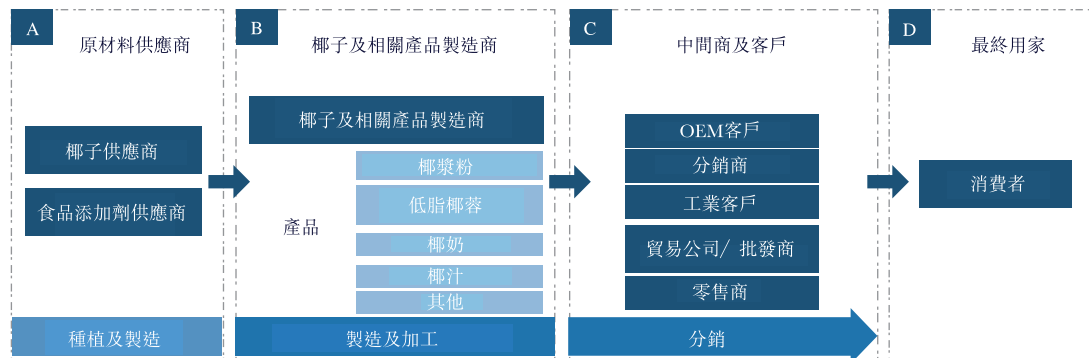 A
原材料供應商
椰子供應商
食品添加劑供應商
種植及製造
B
椰子及相關產品製造商
椰子及相關產品製造商
產品
椰漿粉
低脂椰蓉
椰奶
椰汁
其他
製造及加工
C
中間商及客戶
OEM客戶
分銷商
工業客戶
貿易公司/ 批發商
零售商
分銷
D
最終用家
消費者